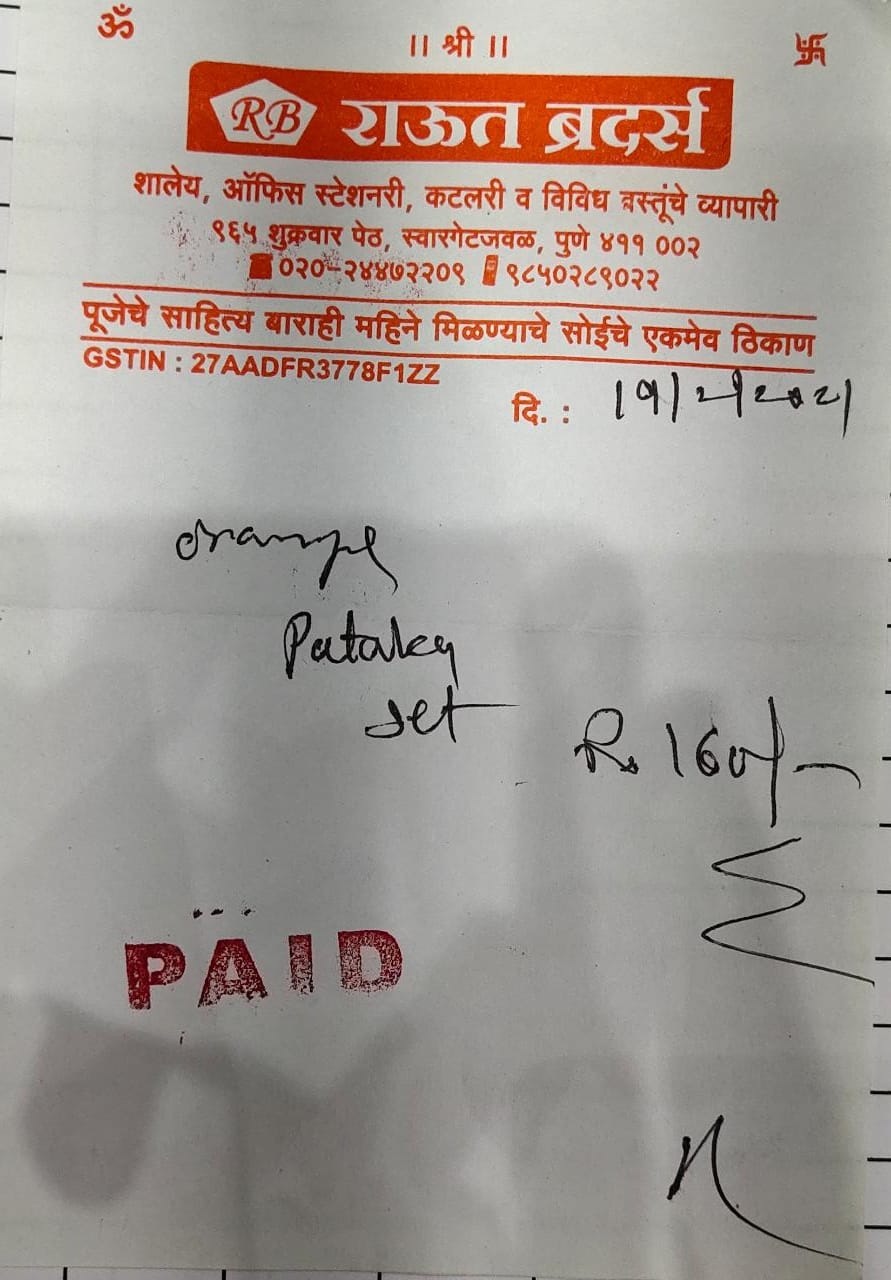 ॐ
॥ श्री ॥
卐
RB राऊत ब्रदर्स
शालेय, ऑफिस स्टेशनरी, कटलरी व विविध वस्तूंचे व्यापारी
९६५ शुक्रवार पेठ, स्वारगेटजवळ, पुणे ४११ ००२
०२०-२४४७२२०९ ९८५०२८९०२२
पूजेचे साहित्य बाराही महिने मिळण्याचे सोईचे एकमेव ठिकाण
GSTIN : 27AADFR3778F1ZZ
दि. : 19/2/2021
orange
Pataka
set
Rs 160/-
PAID